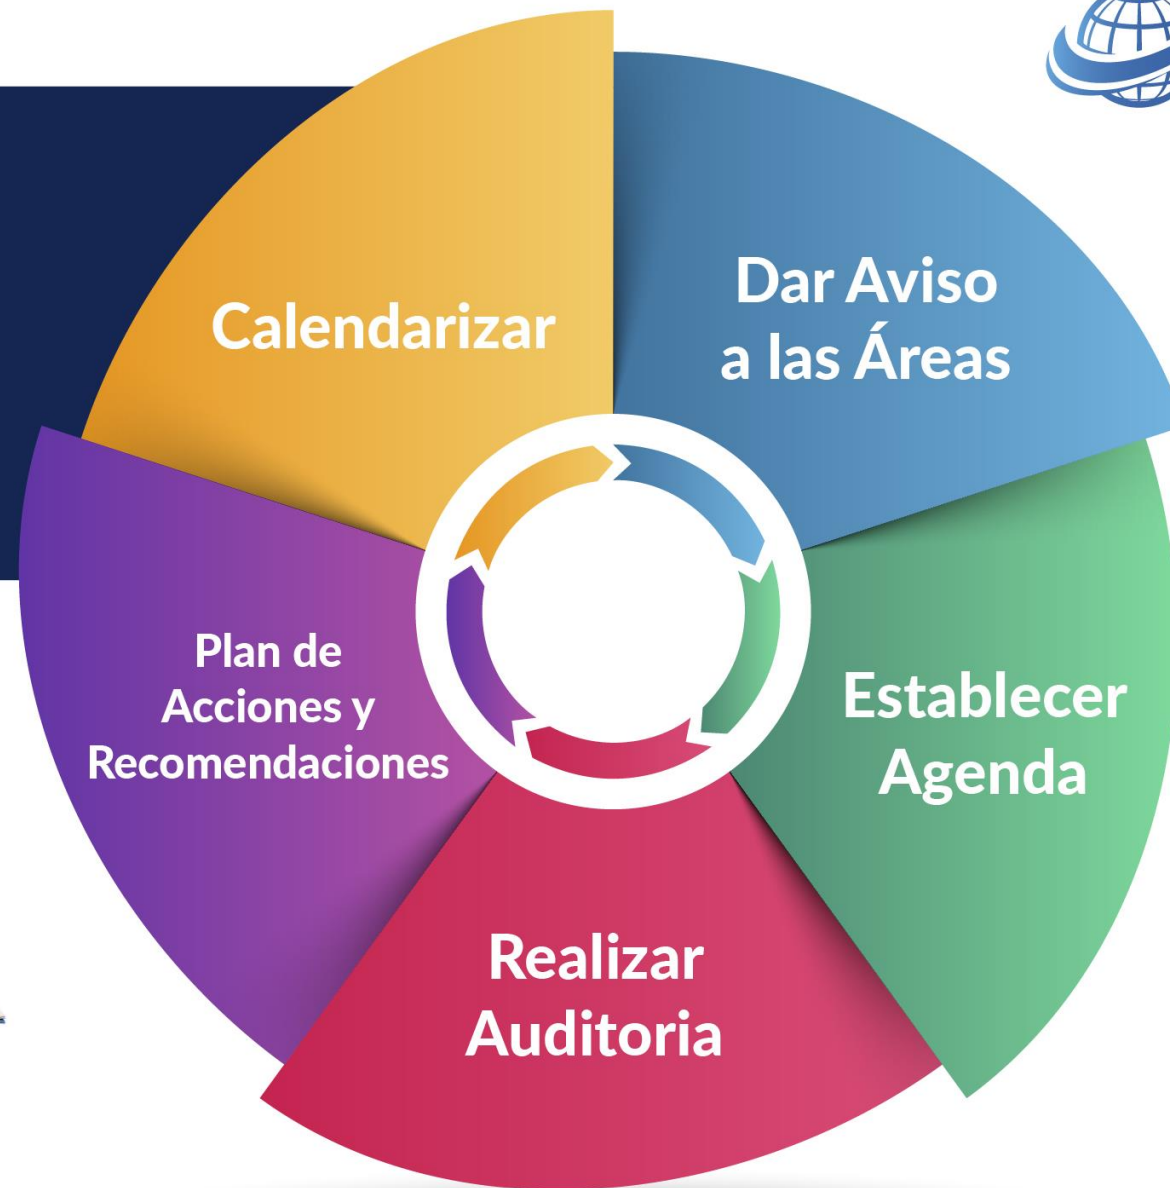 Calendarizar
Dar Aviso
a las Áreas
Establecer
Agenda
Realizar
Auditoria
Plan de
Acciones y
Recomendaciones